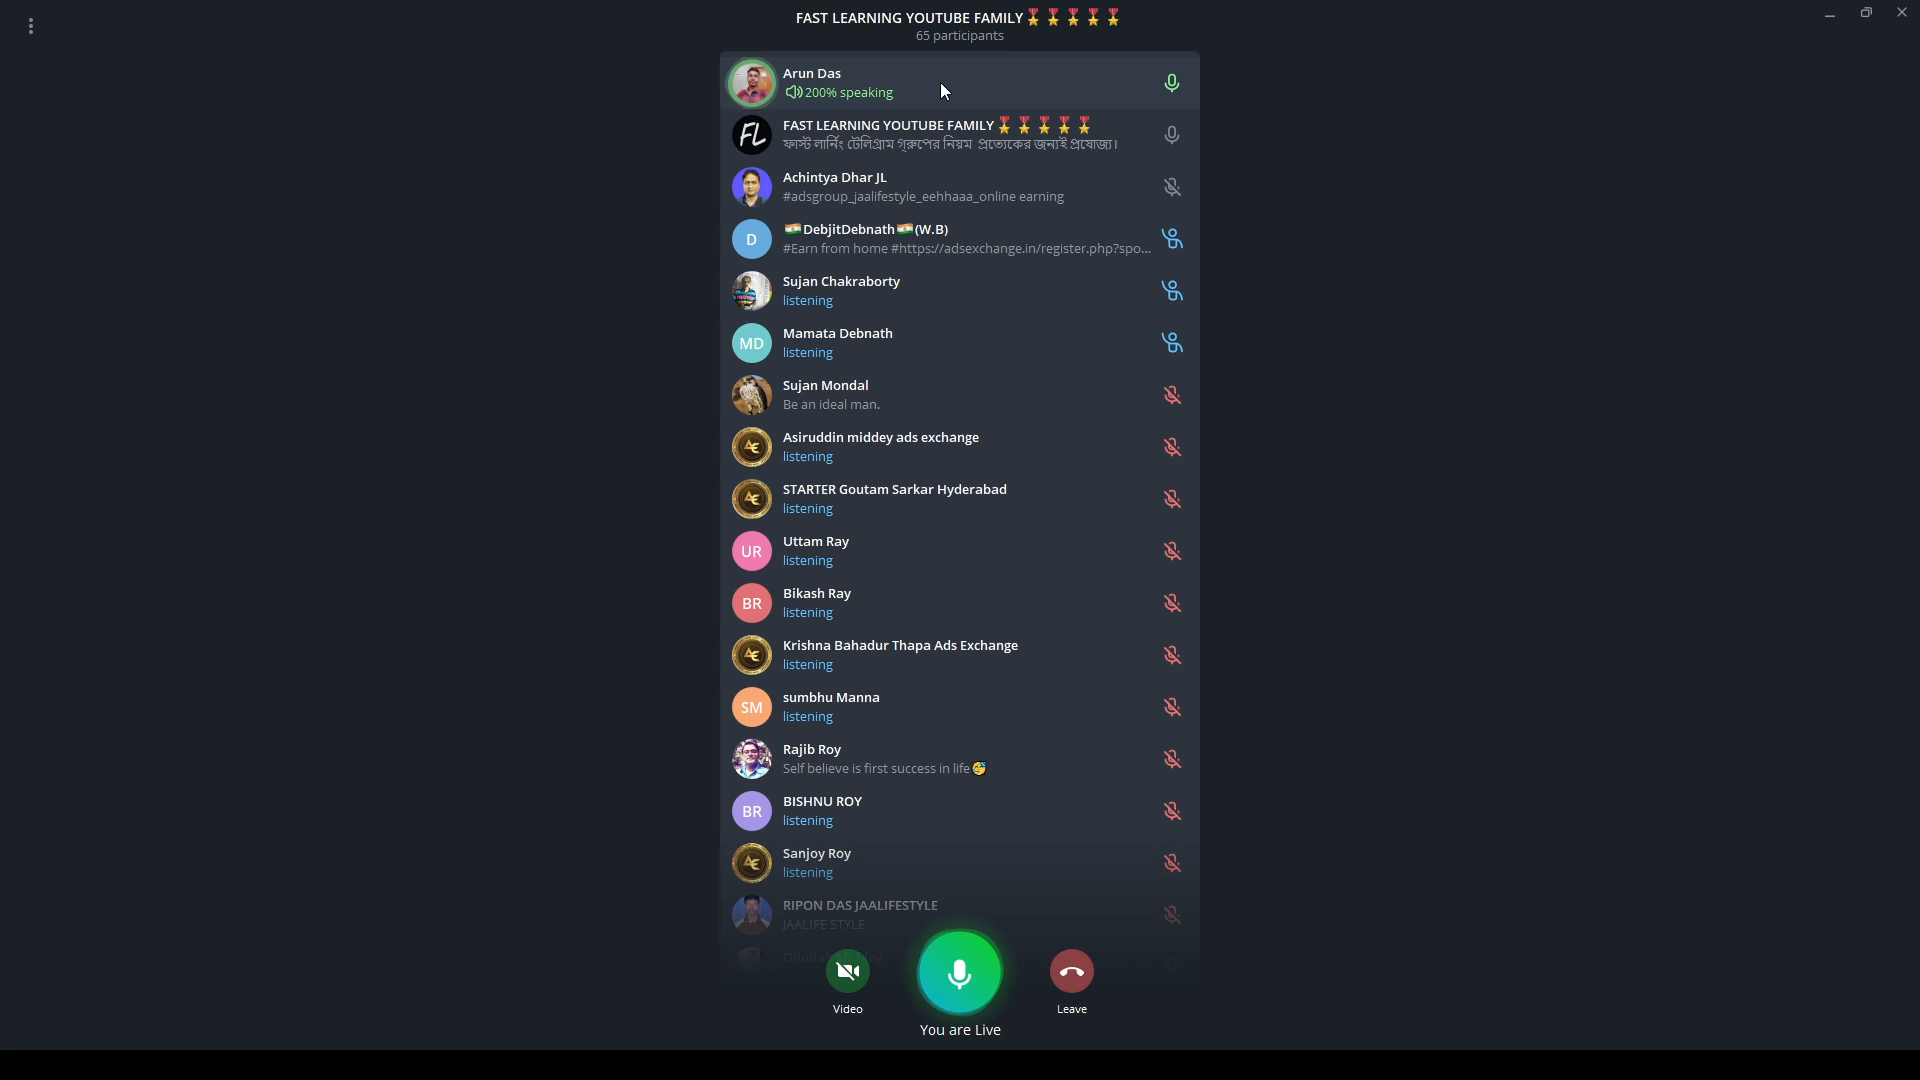 FAST LEARNING YOUTUBE FAMILY🎖🎖🎖🎖🎖
65 participants
Arun Das
200% speaking
FL
FAST LEARNING YOUTUBE FAMILY🎖🎖🎖🎖🎖
ফাস্ট লার্নিং টেলিগ্রাম গ্রুপের নিয়ম প্রত্যেকের জন্যই প্রযোজ্য।
Achintya Dhar JL
#adsgroup_jaalifestyle_eehhaaa_online earning
D
🇮🇳DebjitDebnath🇮🇳(W.B)
#Earn from home #https://adsexchange.in/register.php?spo...
Sujan Chakraborty
listening
MD
Mamata Debnath
listening
Sujan Mondal
Be an ideal man.
Asiruddin middey ads exchange
listening
STARTER Goutam Sarkar Hyderabad
listening
UR
Uttam Ray
listening
BR
Bikash Ray
listening
Krishna Bahadur Thapa Ads Exchange
listening
SM
sumbhu Manna
listening
Rajib Roy
Self believe is first success in life🥳
BR
BISHNU ROY
listening
Sanjoy Roy
listening
RIPON DAS JAALIFESTYLE
JAALIFE STYLE
Video
Leave
You are Live